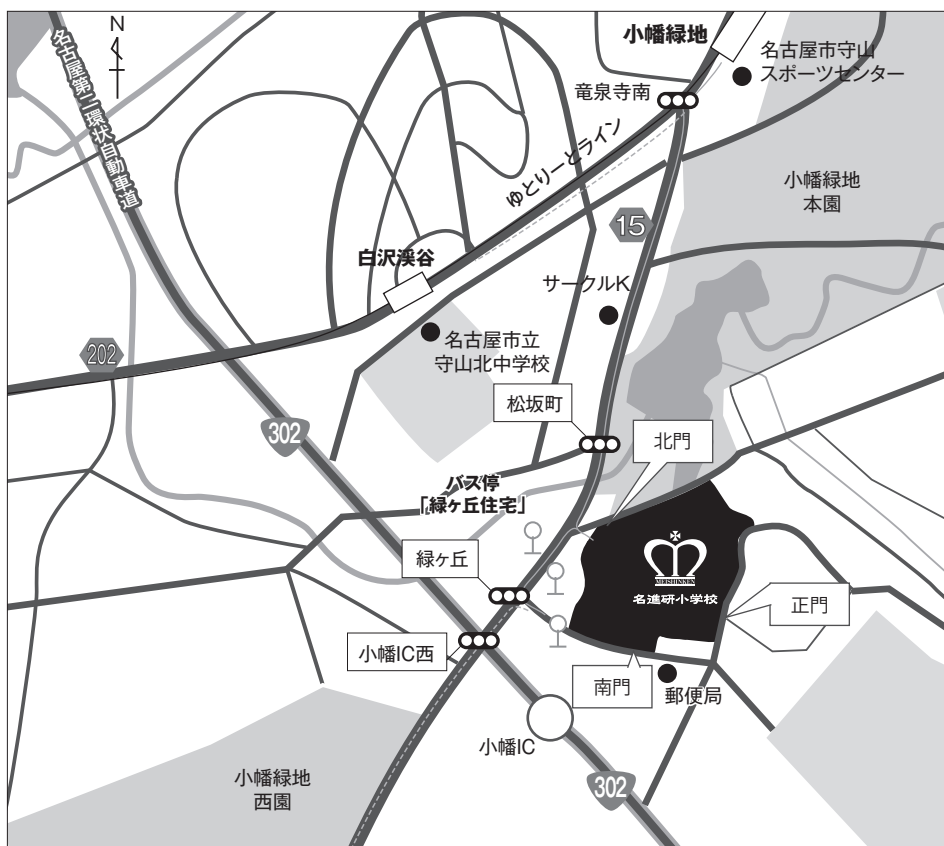 N
名古屋第二環状自動車道
小幡緑地
名古屋市守山
スポーツセンター
竜泉寺南
ゆとりーとライン
小幡緑地
本園
15
白沢渓谷
サークルK
202
名古屋市立
守山北中学校
松坂町
302
北門
バス停
「緑ヶ丘住宅」
緑ヶ丘
MEISHINKEN
名進研小学校
正門
小幡IC西
南門
郵便局
小幡IC
小幡緑地
西園
302